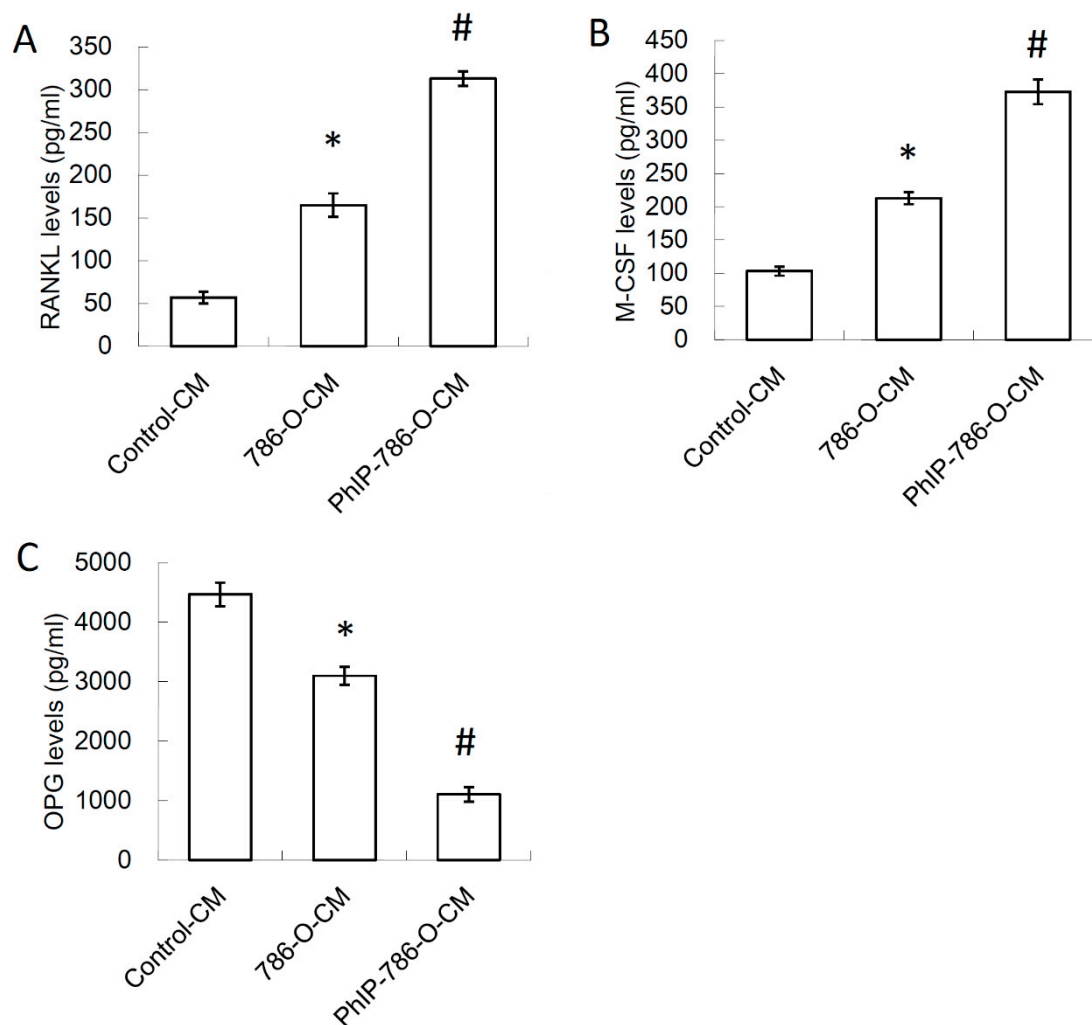 A
RANKL levels (pg/ml)
350
300
250
200
150
100
50
0
*
#
Control-CM
786-O-CM
PhIP-786-O-CM
B
M-CSF levels (pg/ml)
450
400
350
300
250
200
150
100
50
0
*
#
Control-CM
786-O-CM
PhIP-786-O-CM
C
OPG levels (pg/ml)
5000
4000
3000
2000
1000
0
*
#
Control-CM
786-O-CM
PhIP-786-O-CM